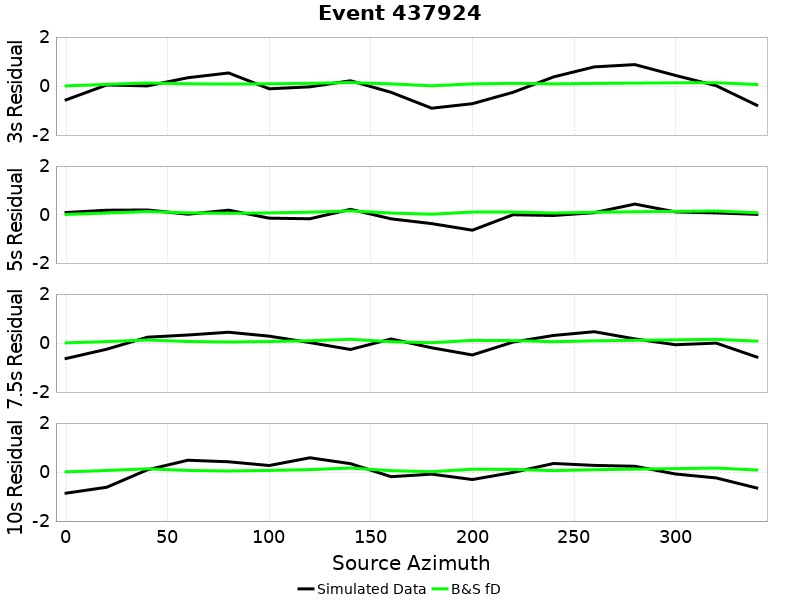 Event 437924
3s Residual
2
0
-2
5s Residual
2
0
-2
7.5s Residual
2
0
-2
10s Residual
2
0
-2
0 50 100 150 200 250 300
Source Azimuth
Simulated Data B&S fD